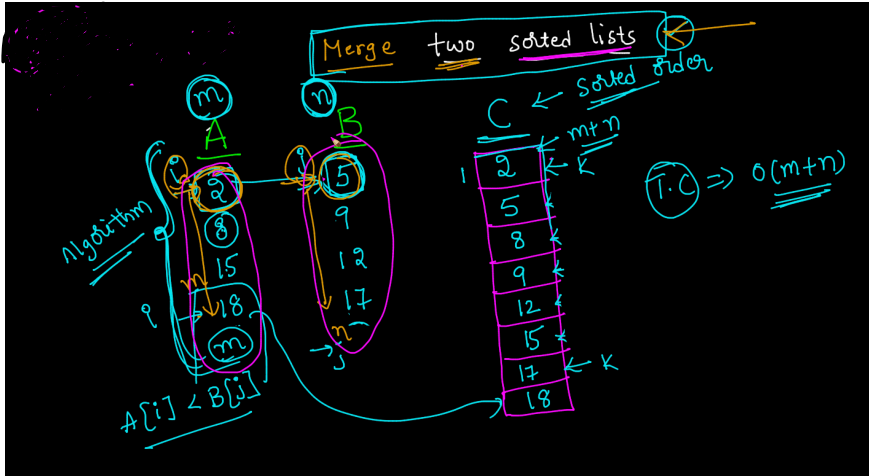 Merge two sorted lists
m
n
A
B
C ← sorted order
m+n
i
j
2
5
8
9
15
12
m
18
17
n
m
i
j
A[i] < B[j]
Algorithm
1
2
k
5
8
9
12
15
17
k
18
T.C ⇒ O(m+n)